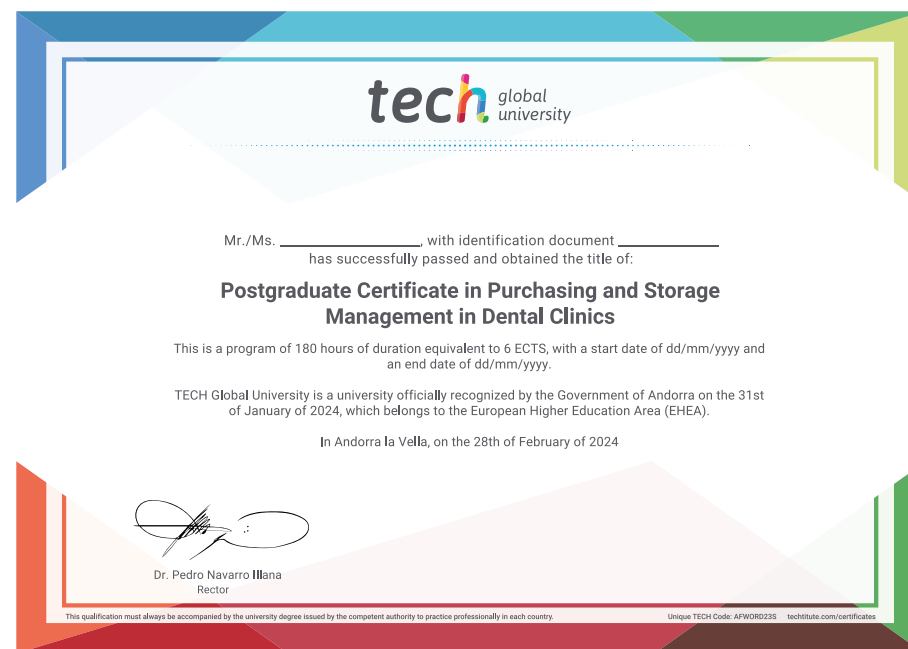 tech global
university
Mr./Ms. ____________________, with identification document ______________
has successfully passed and obtained the title of:
Postgraduate Certificate in Purchasing and Storage
Management in Dental Clinics
This is a program of 180 hours of duration equivalent to 6 ECTS, with a start date of dd/mm/yyyy and
an end date of dd/mm/yyyy.
TECH Global University is a university officially recognized by the Government of Andorra on the 31st
of January of 2024, which belongs to the European Higher Education Area (EHEA).
In Andorra la Vella, on the 28th of February of 2024
Dr. Pedro Navarro Illana
Rector
This qualification must always be accompanied by the university degree issued by the competent authority to practice professionally in each country. Unique TECH Code: AFWORD23S techtitute.com/certificates